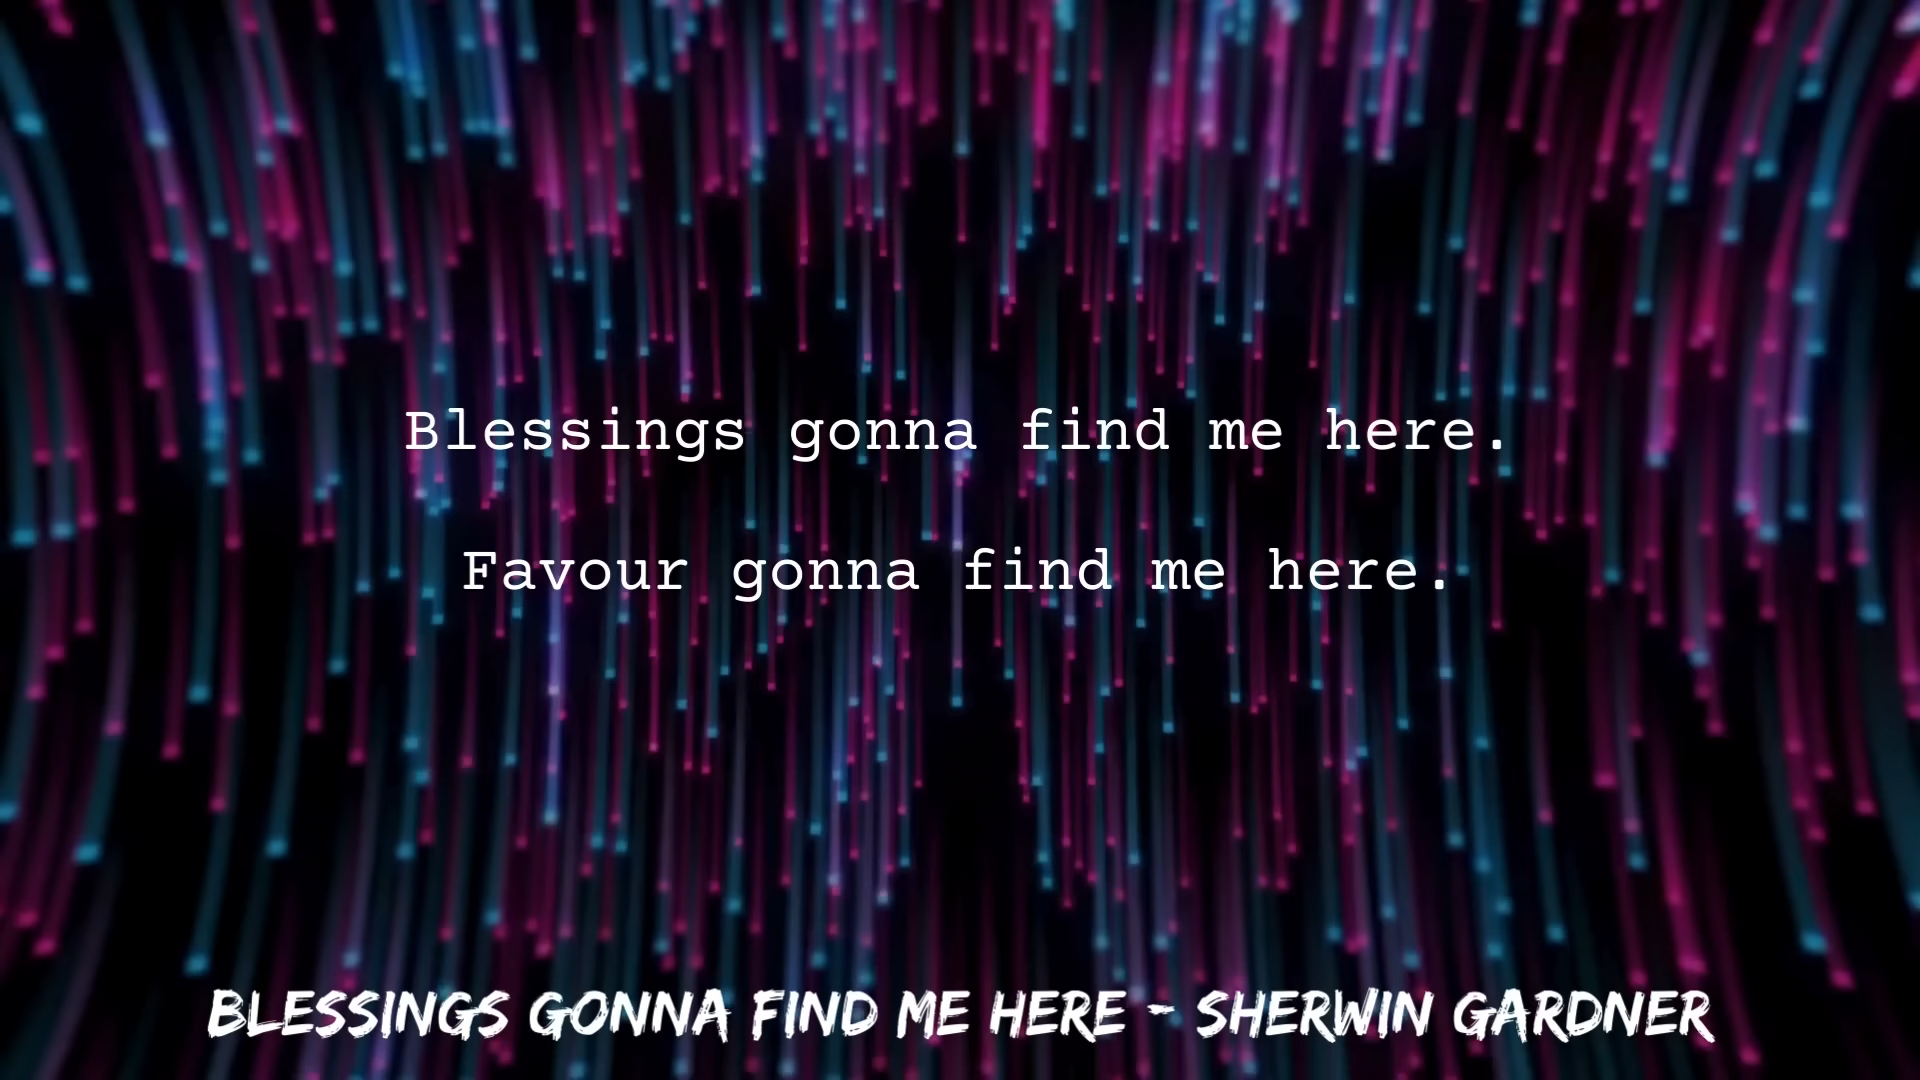 Blessings gonna find me here.
Favour gonna find me here.
BLESSINGS GONNA FIND ME HERE - SHERWIN GARDNER